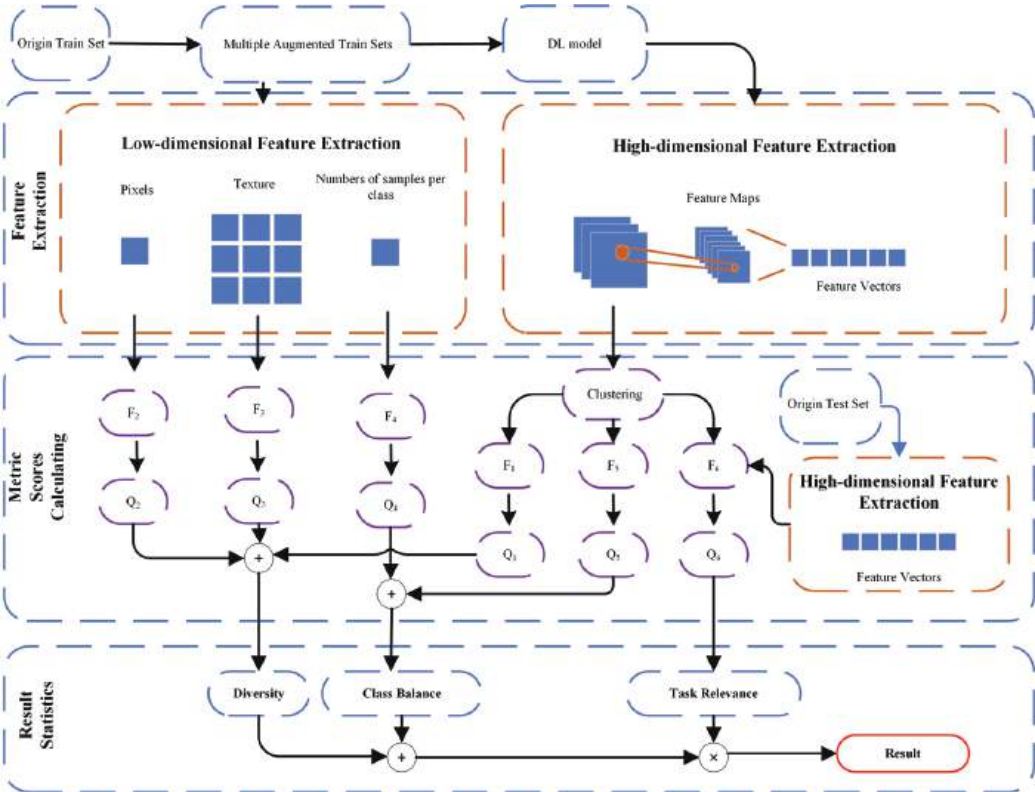 Origin Train Set
Multiple Augmented Train Sets
DL model
Feature
Extraction
Low-dimensional Feature Extraction
Pixels
Texture
Numbers of samples per
class
High-dimensional Feature Extraction
Feature Maps
Feature Vectors
Metric
Scores
Calculating
F2
F3
F4
Clustering
F1
F5
F6
Origin Test Set
High-dimensional Feature
Extraction
Feature Vectors
Q2
Q3
Q4
Q1
Q5
Q6
+
+
Result
Statistics
Diversity
Class Balance
Task Relevance
+
×
Result